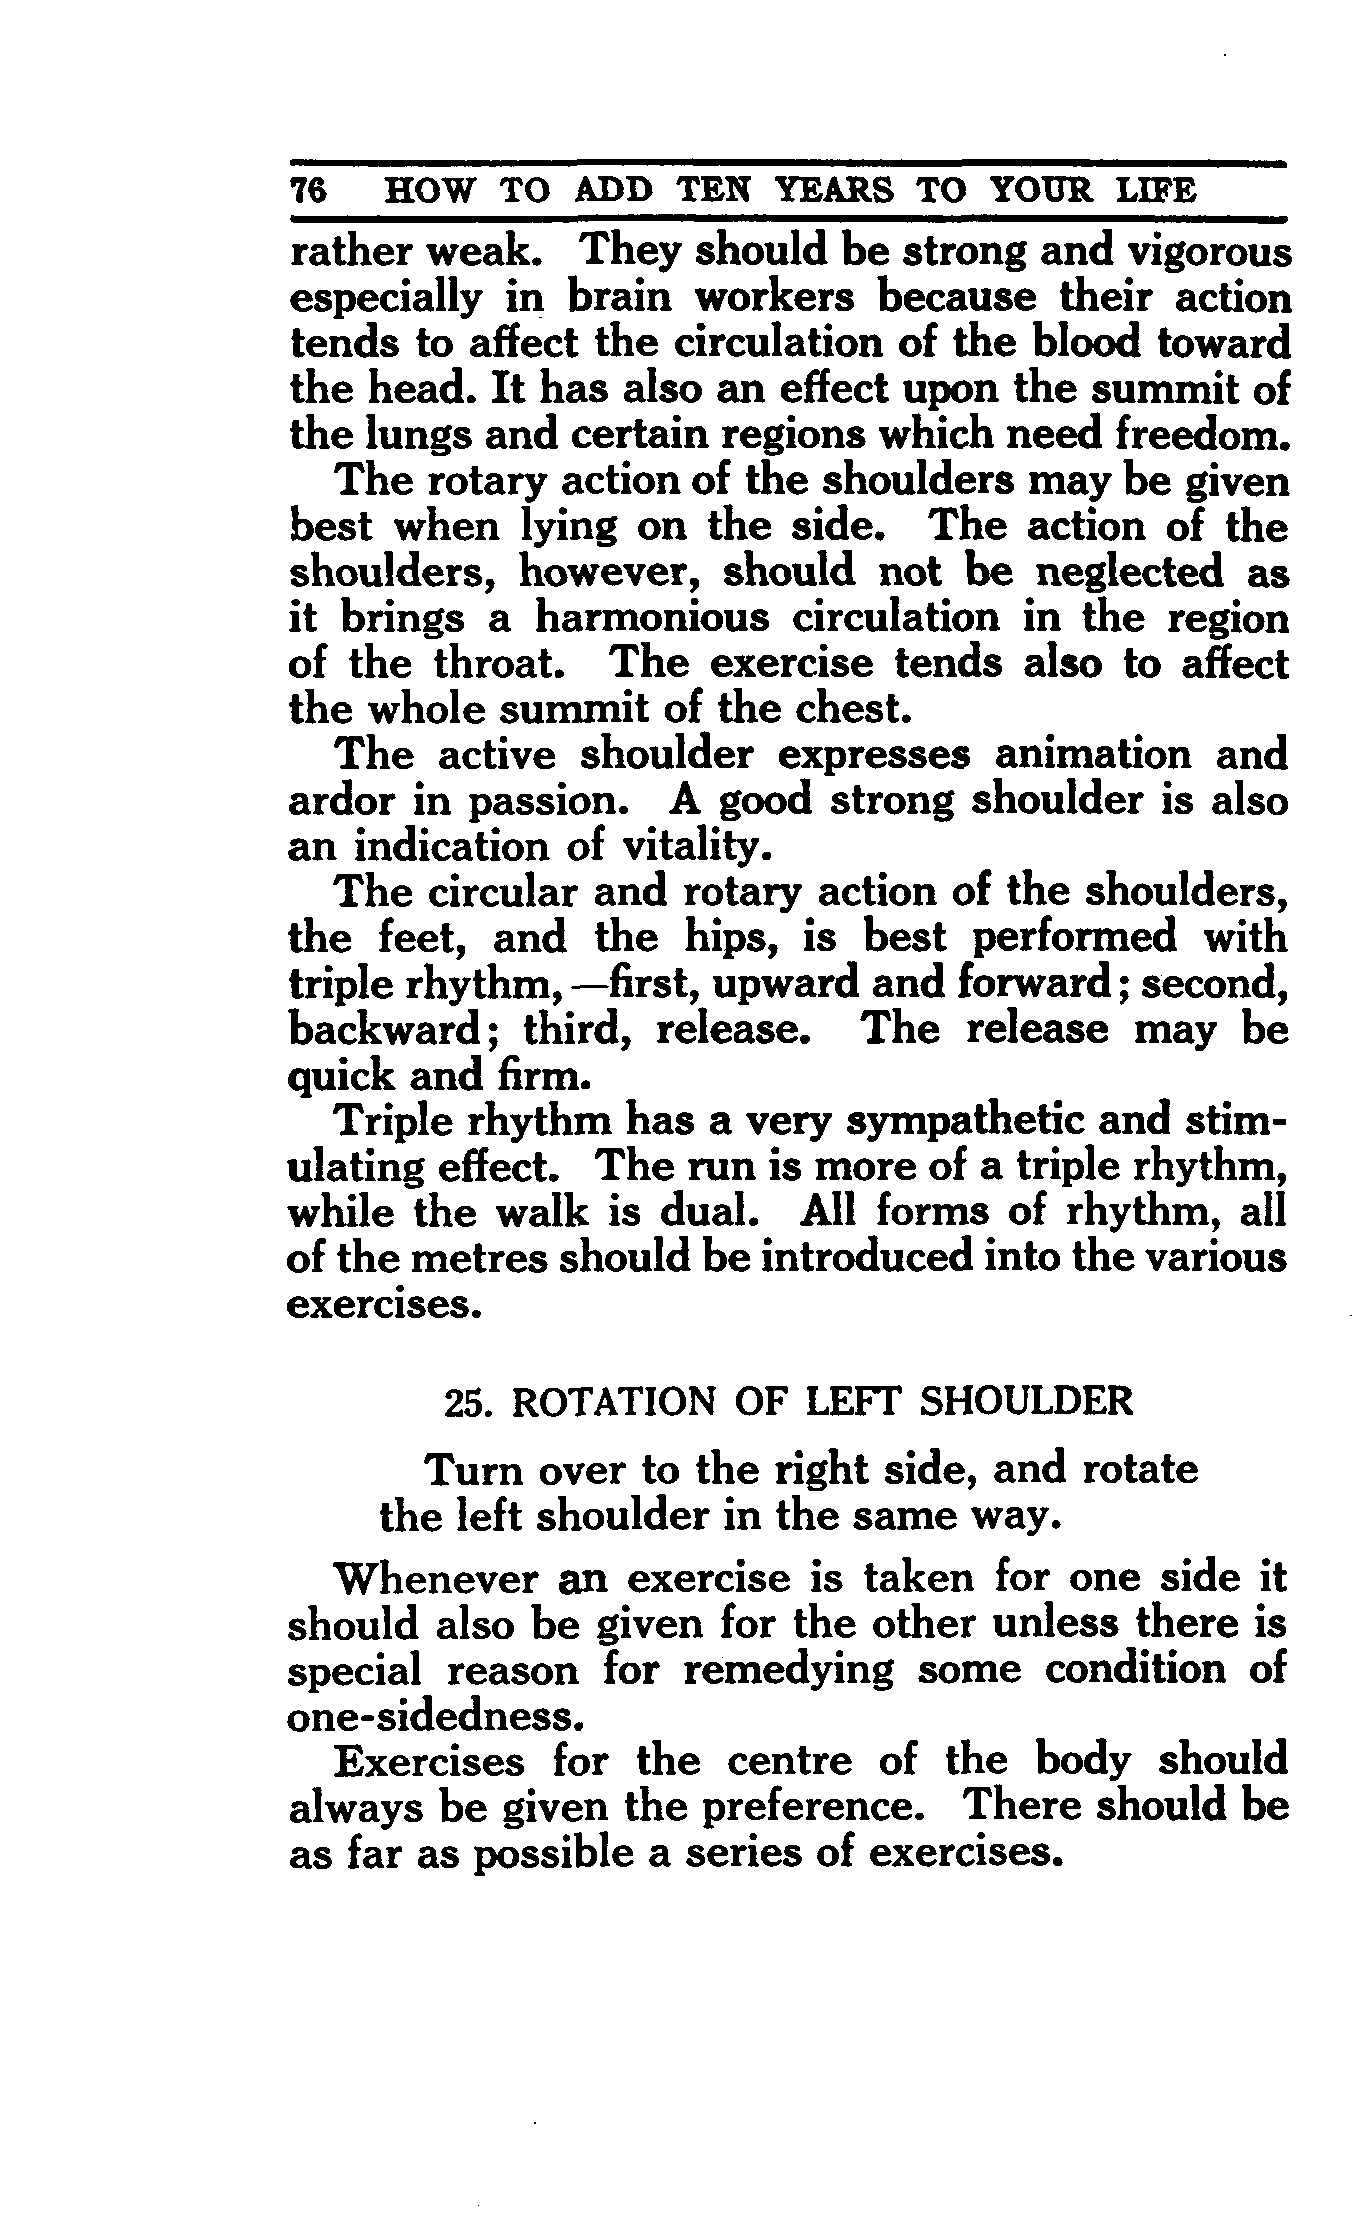 76 HOW TO ADD TEN YEARS TO YOUR LIFE
rather weak. They should be strong and vigorous
especially in brain workers because their action
tends to affect the circulation of the blood toward
the head. It has also an effect upon the summit of
the lungs and certain regions which need freedom.
The rotary action of the shoulders may be given
best when lying on the side. The action of the
shoulders, however, should not be neglected as
it brings a harmonious circulation in the region
of the throat. The exercise tends also to affect
the whole summit of the chest.
The active shoulder expresses animation and
ardor in passion. A good strong shoulder is also
an indication of vitality.
The circular and rotary action of the shoulders,
the feet, and the hips, is best performed with
triple rhythm,—first, upward and forward; second,
backward; third, release. The release may be
quick and firm.
Triple rhythm has a very sympathetic and stim-
ulating effect. The run is more of a triple rhythm,
while the walk is dual. All forms of rhythm, all
of the metres should be introduced into the various
exercises.
25. ROTATION OF LEFT SHOULDER
Turn over to the right side, and rotate
the left shoulder in the same way.
Whenever an exercise is taken for one side it
should also be given for the other unless there is
special reason for remedying some condition of
one-sidedness.
Exercises for the centre of the body should
always be given the preference. There should be
as far as possible a series of exercises.